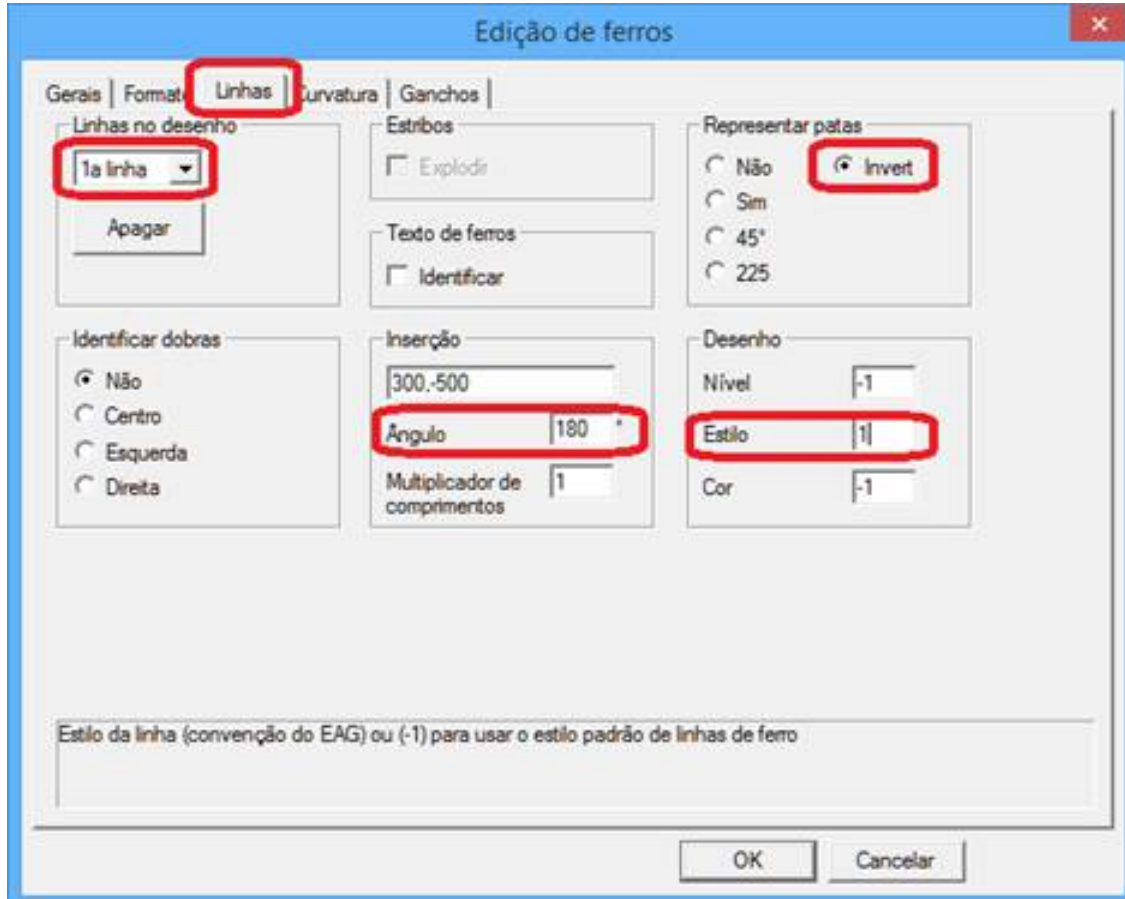 Edição de ferros
Gerais Formato Linhas Curvatura Ganchos
Linhas no desenho
1a linha
Apagar
Estribos
Explodir
Texto de ferros
Identificar
Representar patas
Não
Invert
Sim
45°
225
Identificar dobras
Não
Centro
Esquerda
Direita
Inserção
300,-500
Ângulo 180 °
Multiplicador de 1
comprimentos
Desenho
Nível -1
Estilo 1
Cor -1
Estilo da linha (convenção do EAG) ou (-1) para usar o estilo padrão de linhas de ferro
OK Cancelar